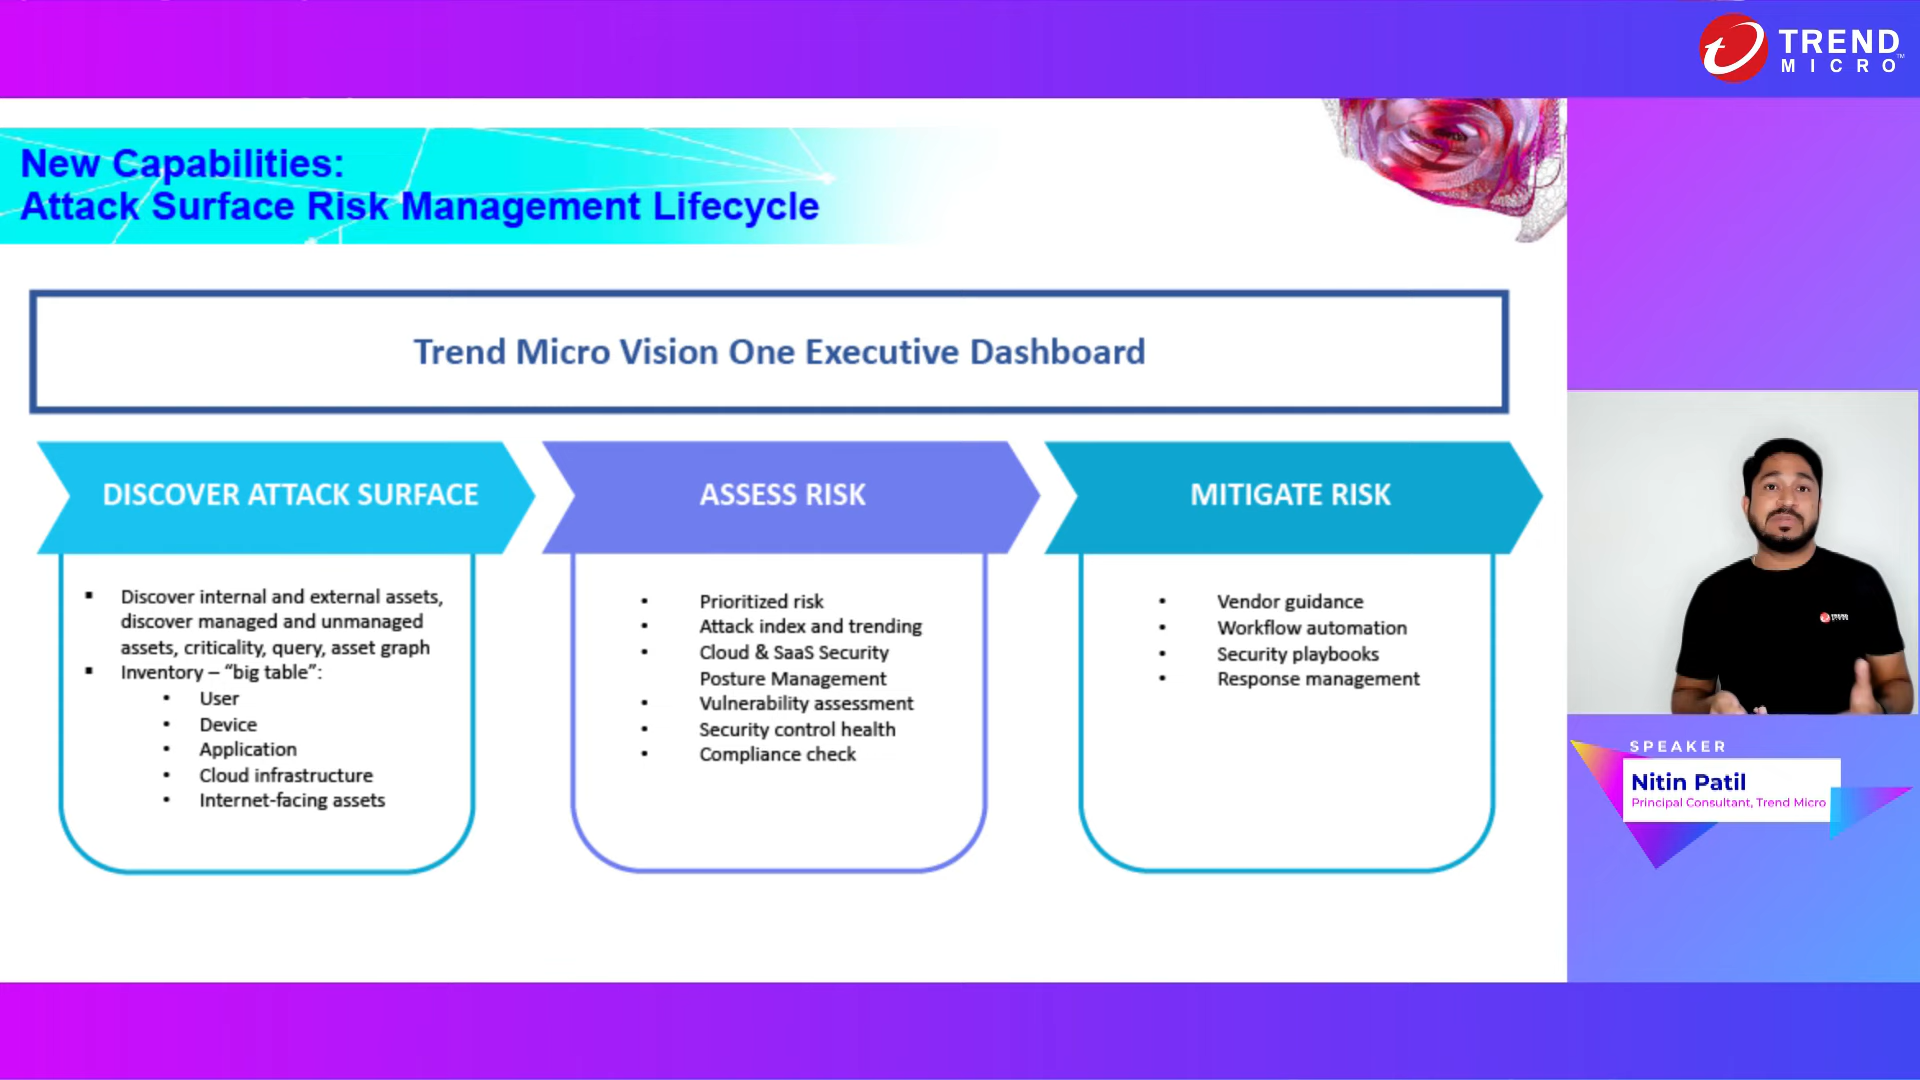 TREND
MICRO
New Capabilities:
Attack Surface Risk Management Lifecycle
Trend Micro Vision One Executive Dashboard
DISCOVER ATTACK SURFACE
▪ Discover internal and external assets,
discover managed and unmanaged
assets, criticality, query, asset graph
▪ Inventory – “big table”:
• User
• Device
• Application
• Cloud infrastructure
• Internet-facing assets
ASSESS RISK
• Prioritized risk
• Attack index and trending
• Cloud & SaaS Security
Posture Management
• Vulnerability assessment
• Security control health
• Compliance check
MITIGATE RISK
• Vendor guidance
• Workflow automation
• Security playbooks
• Response management
SPEAKER
Nitin Patil
Principal Consultant, Trend Micro